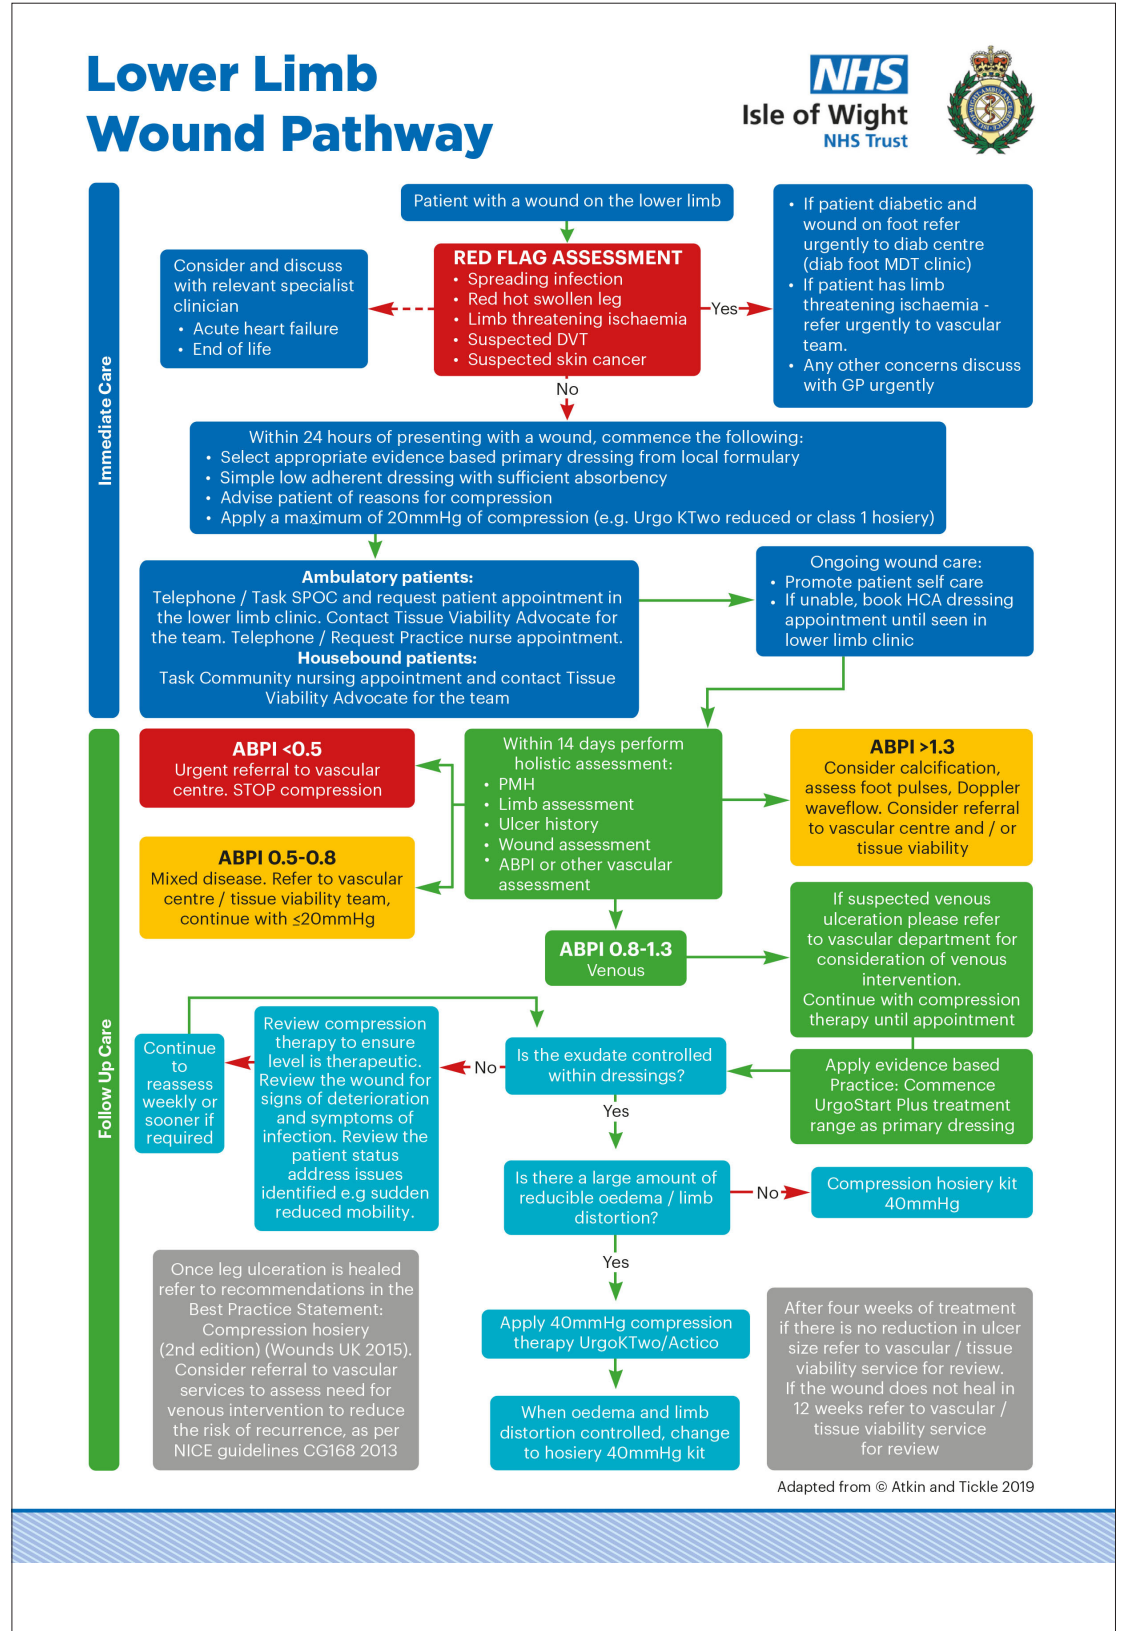 Lower Limb
Wound Pathway
NHS
Isle of Wight
NHS Trust
Immediate Care
Patient with a wound on the lower limb
RED FLAG ASSESSMENT
• Spreading infection
• Red hot swollen leg
• Limb threatening ischaemia
• Suspected DVT
• Suspected skin cancer
Consider and discuss
with relevant specialist
clinician
• Acute heart failure
• End of life
Yes
• If patient diabetic and
wound on foot refer
urgently to diab centre
(diab foot MDT clinic)
• If patient has limb
threatening ischaemia -
refer urgently to vascular
team.
• Any other concerns discuss
with GP urgently
No
Within 24 hours of presenting with a wound, commence the following:
• Select appropriate evidence based primary dressing from local formulary
• Simple low adherent dressing with sufficient absorbency
• Advise patient of reasons for compression
• Apply a maximum of 20mmHg of compression (e.g. Urgo KTwo reduced or class 1 hosiery)
Ambulatory patients:
Telephone / Task SPOC and request patient appointment in
the lower limb clinic. Contact Tissue Viability Advocate for
the team. Telephone / Request Practice nurse appointment.
Housebound patients:
Task Community nursing appointment and contact Tissue
Viability Advocate for the team
Ongoing wound care:
• Promote patient self care
• If unable, book HCA dressing
appointment until seen in
lower limb clinic
Follow Up Care
ABPI <0.5
Urgent referral to vascular
centre. STOP compression
ABPI 0.5-0.8
Mixed disease. Refer to vascular
centre / tissue viability team,
continue with ≤20mmHg
Within 14 days perform
holistic assessment:
• PMH
• Limb assessment
• Ulcer history
• Wound assessment
• ABPI or other vascular
assessment
ABPI >1.3
Consider calcification,
assess foot pulses, Doppler
waveflow. Consider referral
to vascular centre and / or
tissue viability
ABPI 0.8-1.3
Venous
If suspected venous
ulceration please refer
to vascular department for
consideration of venous
intervention.
Continue with compression
therapy until appointment
Apply evidence based
Practice: Commence
UrgoStart Plus treatment
range as primary dressing
Is the exudate controlled
within dressings?
No
Review compression
therapy to ensure
level is therapeutic.
Review the wound for
signs of deterioration
and symptoms of
infection. Review the
patient status
address issues
identified e.g sudden
reduced mobility.
Continue
to
reassess
weekly or
sooner if
required
Yes
Is there a large amount of
reducible oedema / limb
distortion?
No
Compression hosiery kit
40mmHg
Yes
Apply 40mmHg compression
therapy UrgoKTwo/Actico
When oedema and limb
distortion controlled, change
to hosiery 40mmHg kit
Once leg ulceration is healed
refer to recommendations in the
Best Practice Statement:
Compression hosiery
(2nd edition) (Wounds UK 2015).
Consider referral to vascular
services to assess need for
venous intervention to reduce
the risk of recurrence, as per
NICE guidelines CG168 2013
After four weeks of treatment
if there is no reduction in ulcer
size refer to vascular / tissue
viability service for review.
If the wound does not heal in
12 weeks refer to vascular /
tissue viability service
for review
Adapted from © Atkin and Tickle 2019